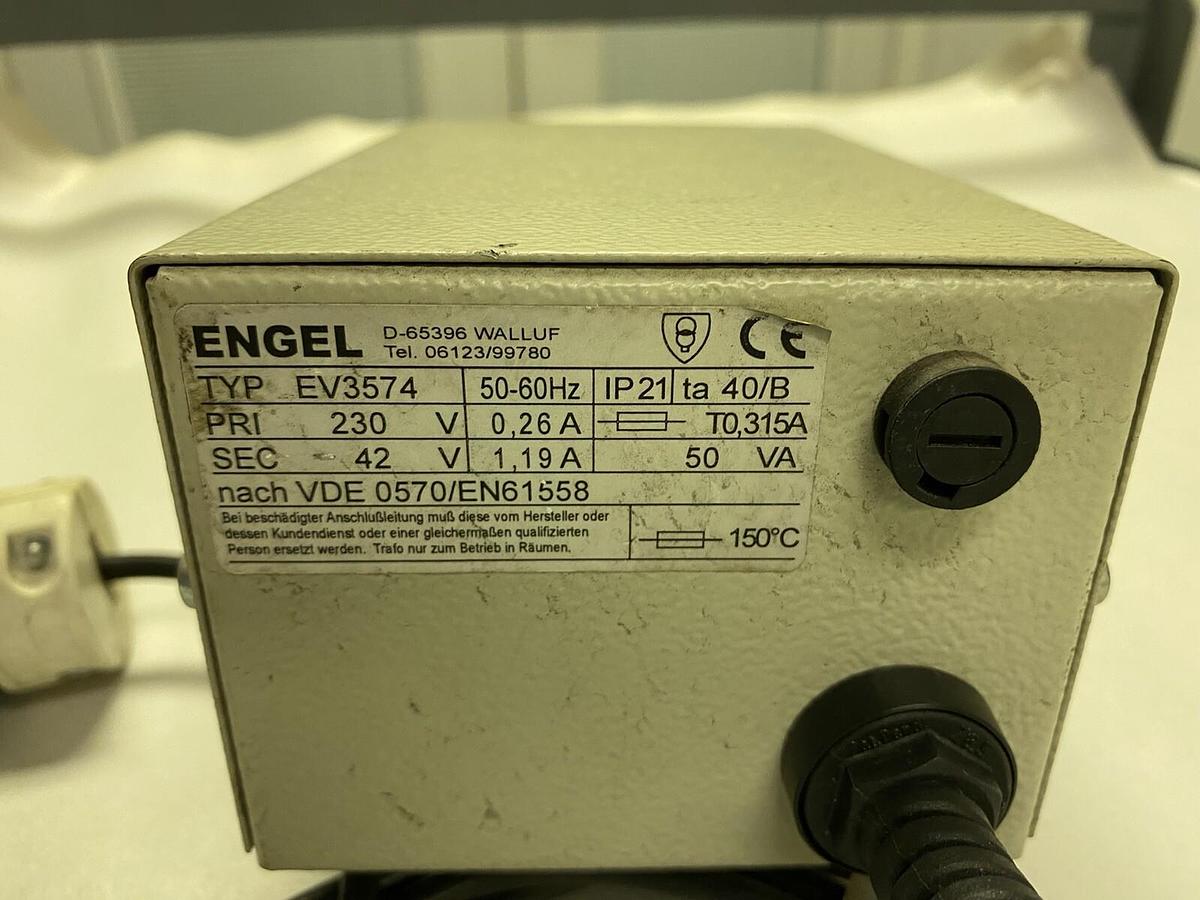 ENGEL D-65396 WALLUF
Tel. 06123/99780
CE
TYP EV3574 50-60Hz IP21 ta 40/B
PRI 230 V 0,26 A T0,315A
SEC 42 V 1,19 A 50 VA
nach VDE 0570/EN61558
Bei beschädigter Anschlußleitung muß diese vom Hersteller oder
dessen Kundendienst oder einer gleichermaßen qualifizierten
Person ersetzt werden. Trafo nur zum Betrieb in Räumen.
150°C